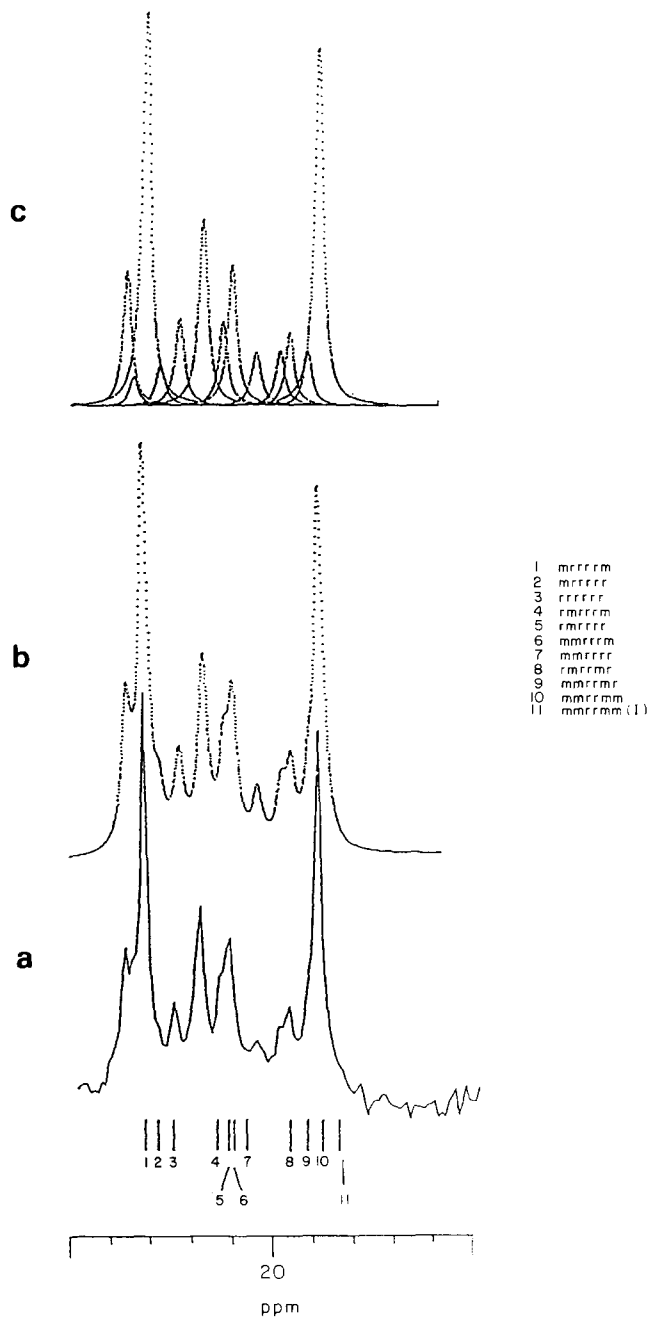 c
b
1 mrrrrm
2 mrrrrr
3 rrrrrr
4 rmrrrm
5 rmrrrr
6 mmrrrm
7 mmrrrr
8 rmrrmr
9 mmrrmr
10 mmrrmm
11 mmrrmm (I)
a
1 2 3 4 7 8 9 10
5 6 11
20
ppm